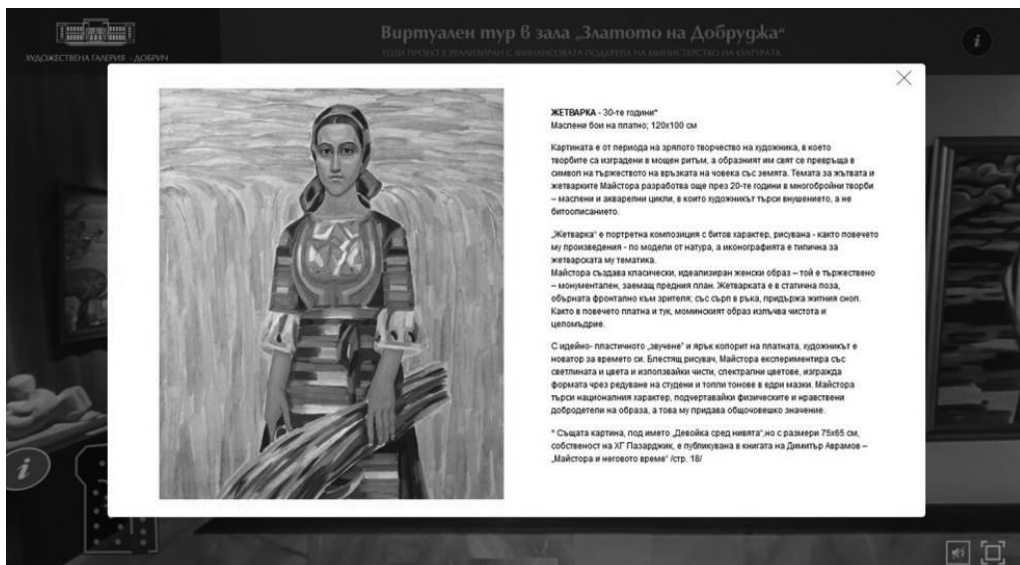 Виртуален тур в зала „Златото на Добруджа“
ТОЗИ ПРОЕКТ Е РЕАЛИЗИРАН С ФИНАНСОВАТА ПОДКРЕПА НА МИНИСТЕРСТВО НА КУЛТУРАТА
ХУДОЖЕСТВЕНА ГАЛЕРИЯ - ДОБРИЧ
i
ЖЕТВАРКА - 30-те години*
Маслени бои на платно; 120x100 см
Картината е от периода на зрялото творчество на художника, в което
творбите са изградени в мощен ритъм, а образният им свят се превръща в
символ на тържеството на връзката на човека със земята. Темата за жътвата и
жетварките Майстора разработва още през 20-те години в многобройни творби
– маслени и акварелни цикли, в които художникът търси внушението, а не
битоописанието.
„Жетварка“ е портретна композиция с битов характер, рисувана - както повечето
му произведения - по модели от натура, а иконографията е типична за
жетварската му тематика.
Майстора създава класически, идеализиран женски образ – той е тържествено
– монументален, заемащ предния план. Жетварката е в статична поза,
обърната фронтално към зрителя; със сърп в ръка, придържа житния сноп.
Както в повечето платна и тук, моминският образ излъчва чистота и
целомъдрие.
С идейно- пластичното „звучене“ и ярък колорит на платната, художникът е
новатор за времето си. Блестящ рисувач, Майстора експериментира със
светлината и цвета и използвайки чисти, спектрални цветове, изгражда
формата чрез редуване на студени и топли тонове в едри мазки. Майстора
търси националния характер, подчертавайки физическите и нравствени
добродетели на образа, а това му придава общочовешко значение.
* Същата картина, под името „Девойка сред нивята“,но с размери 75x65 см,
собственост на ХГ Пазарджик, е публикувана в книгата на Димитър Аврамов –
„Майстора и неговото време“ /стр. 18/
i